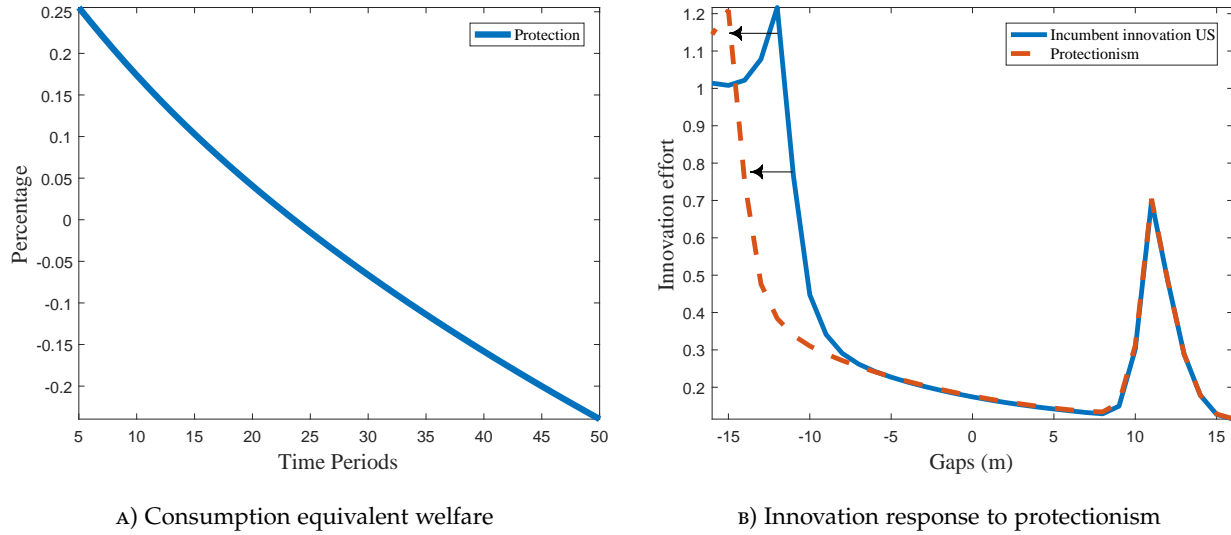 0.25
0.2
0.15
0.1
0.05
0
-0.05
-0.1
-0.15
-0.2
Percentage
Protection
5 10 15 20 25 30 35 40 45 50
Time Periods
A) Consumption equivalent welfare
1.2
1.1
1
0.9
0.8
0.7
0.6
0.5
0.4
0.3
0.2
Innovation effort
Incumbent innovation US
Protectionism
-15 -10 -5 0 5 10 15
Gaps (m)
B) Innovation response to protectionism